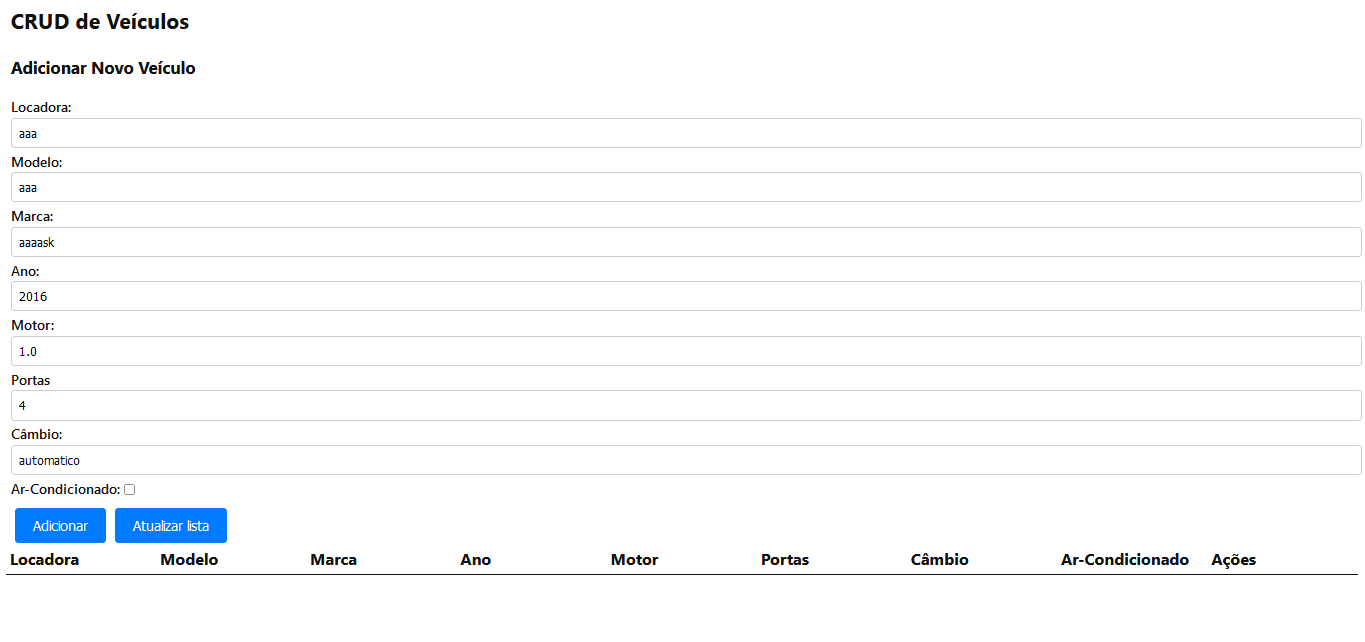 CRUD de Veículos
Adicionar Novo Veículo
Locadora:
aaa
Modelo:
aaa
Marca:
aaaask
Ano:
2016
Motor:
1.0
Portas
4
Câmbio:
automatico
Ar-Condicionado:
Adicionar Atualizar lista
Locadora Modelo Marca Ano Motor Portas Câmbio Ar-Condicionado Ações